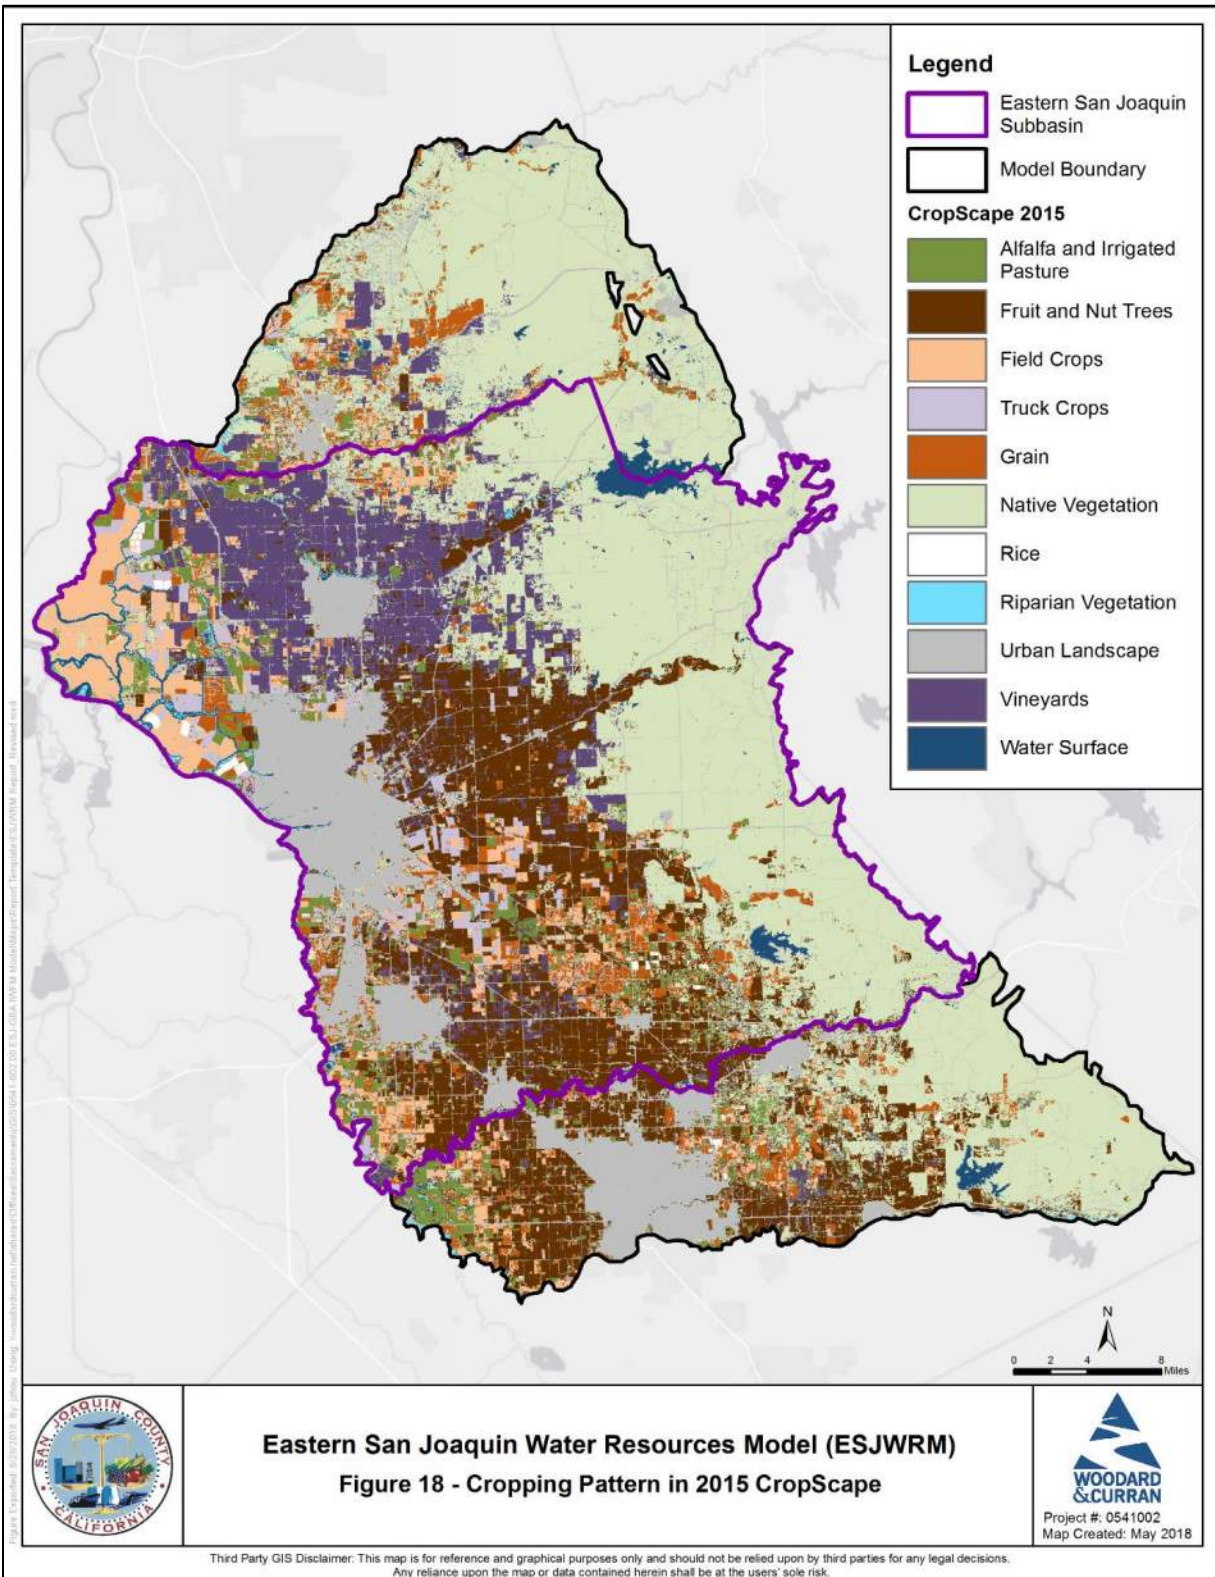 Legend
Eastern San Joaquin
Subbasin
Model Boundary
CropScape 2015
Alfalfa and Irrigated
Pasture
Fruit and Nut Trees
Field Crops
Truck Crops
Grain
Native Vegetation
Rice
Riparian Vegetation
Urban Landscape
Vineyards
Water Surface
N
0 2 4 8
Miles
SAN JOAQUIN COUNTY
CALIFORNIA
Eastern San Joaquin Water Resources Model (ESJWRM)
Figure 18 - Cropping Pattern in 2015 CropScape
WOODARD
&CURRAN
Project #: 0541002
Map Created: May 2018
Third Party GIS Disclaimer: This map is for reference and graphical purposes only and should not be relied upon by third parties for any legal decisions.
Any reliance upon the map or data contained herein shall be at the users' sole risk.